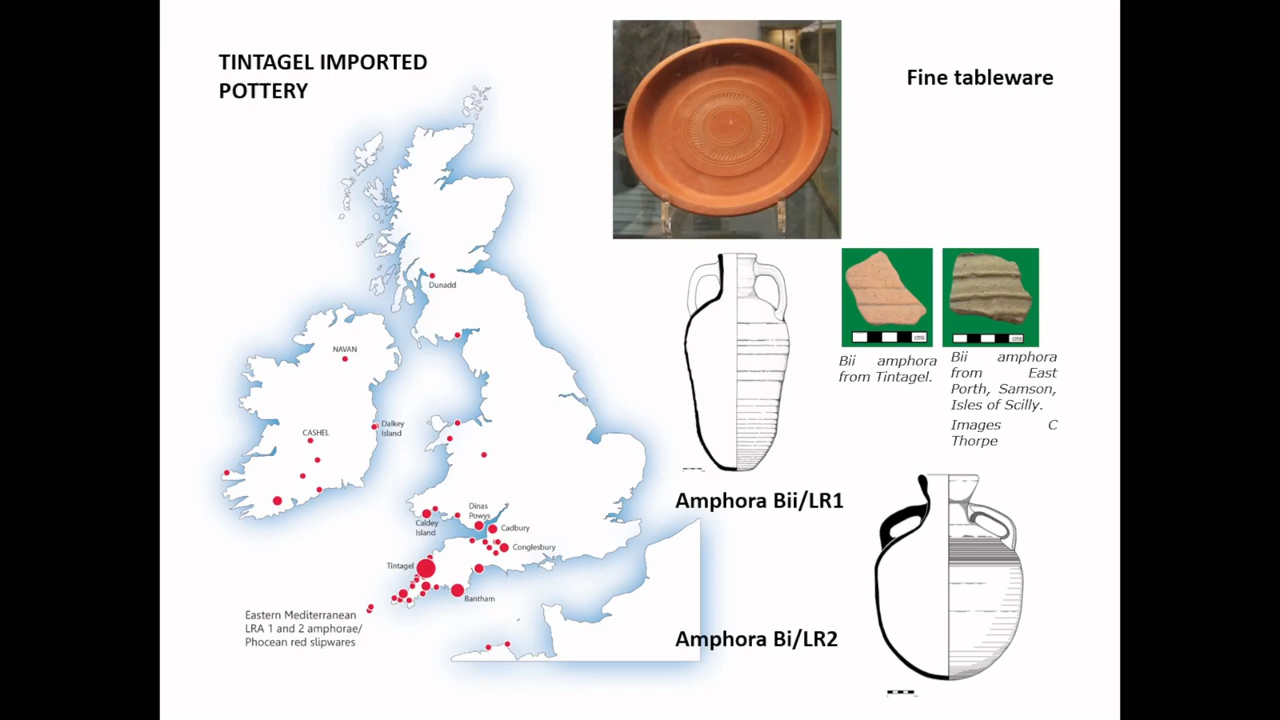 TINTAGEL IMPORTED
POTTERY
Fine tableware
Dunadd
NAVAN
Dalkey
Island
CASHEL
Dinas
Powys
Caldey
Island
Cadbury
Conglesbury
Tintagel
Bantham
Eastern Mediterranean
LRA 1 and 2 amphorae/
Phocean red slipwares
Bii amphora
from Tintagel.
Bii amphora
from East
Porth, Samson,
Isles of Scilly.
Images C
Thorpe
Amphora Bii/LR1
Amphora Bi/LR2